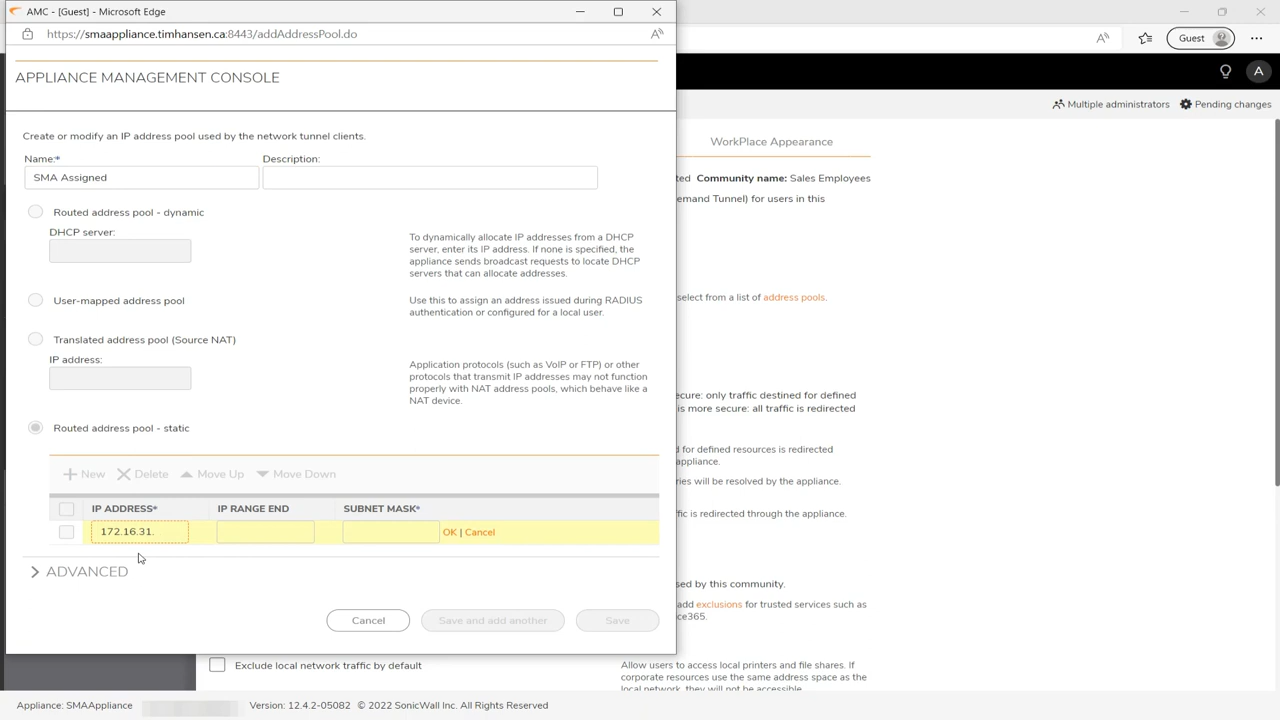 AMC - [Guest] - Microsoft Edge
https://smaappliance.timhansen.ca:8443/addAddressPool.do
Guest
A
APPLIANCE MANAGEMENT CONSOLE
Multiple administrators
Pending changes
Create or modify an IP address pool used by the network tunnel clients.
Name:*
Description:
SMA Assigned
Routed address pool - dynamic
DHCP server:
To dynamically allocate IP addresses from a DHCP
server, enter its IP address. If none is specified, the
appliance sends broadcast requests to locate DHCP
servers that can allocate addresses.
User-mapped address pool
Use this to assign an address issued during RADIUS
authentication or configured for a local user.
Translated address pool (Source NAT)
IP address:
Application protocols (such as VoIP or FTP) or other
protocols that transmit IP addresses may not function
properly with NAT address pools, which behave like a
NAT device.
Routed address pool - static
New
Delete
Move Up
Move Down
IP ADDRESS*
IP RANGE END
SUBNET MASK*
172.16.31.
OK | Cancel
ADVANCED
Cancel
Save and add another
Save
WorkPlace Appearance
ted Community name: Sales Employees
emand Tunnel) for users in this
select from a list of address pools.
ecure: only traffic destined for defined
is more secure: all traffic is redirected
d for defined resources is redirected
appliance.
ries will be resolved by the appliance.
fic is redirected through the appliance.
sed by this community.
add exclusions for trusted services such as
ce365.
Exclude local network traffic by default
Allow users to access local printers and file shares. If
corporate resources use the same address space as the
local network, they will not be accessible.
Appliance: SMAAppliance
Version: 12.4.2-05082 © 2022 SonicWall Inc. All Rights Reserved